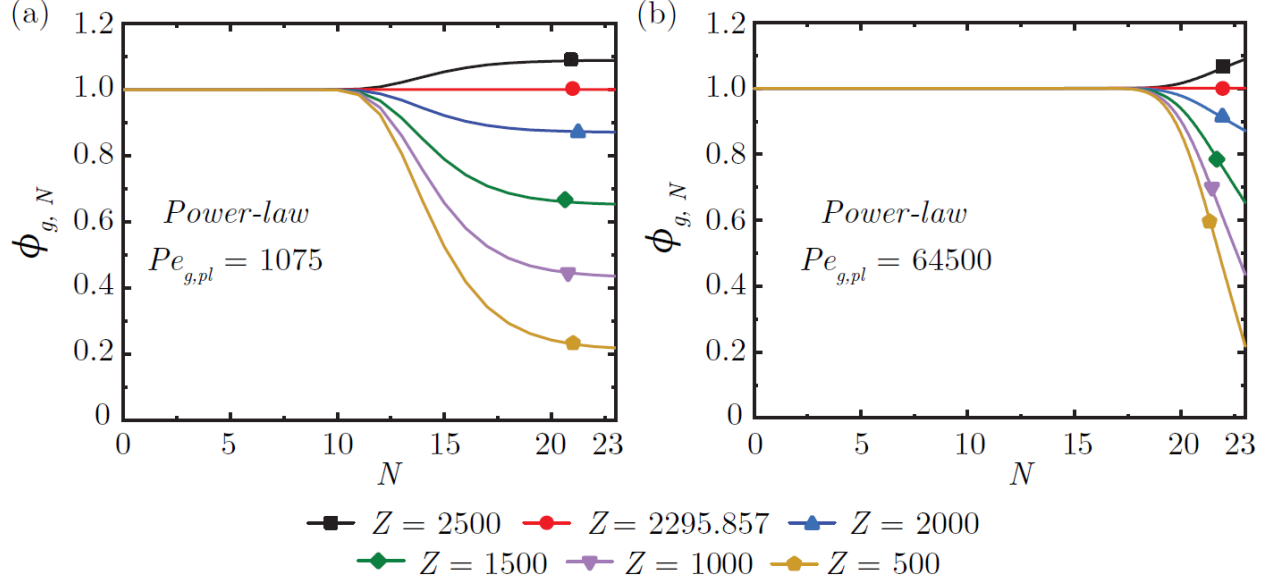 (a)
1.2
1.0
0.8
0.6
0.4
0.2
0
ϕ_{g, N}
Power-law
Pe_{g,pl} = 1075
0 5 10 15 20 23
N
(b)
1.2
1.0
0.8
0.6
0.4
0.2
0
ϕ_{g, N}
Power-law
Pe_{g,pl} = 64500
0 5 10 15 20 23
N
Z = 2500 Z = 2295.857 Z = 2000
Z = 1500 Z = 1000 Z = 500